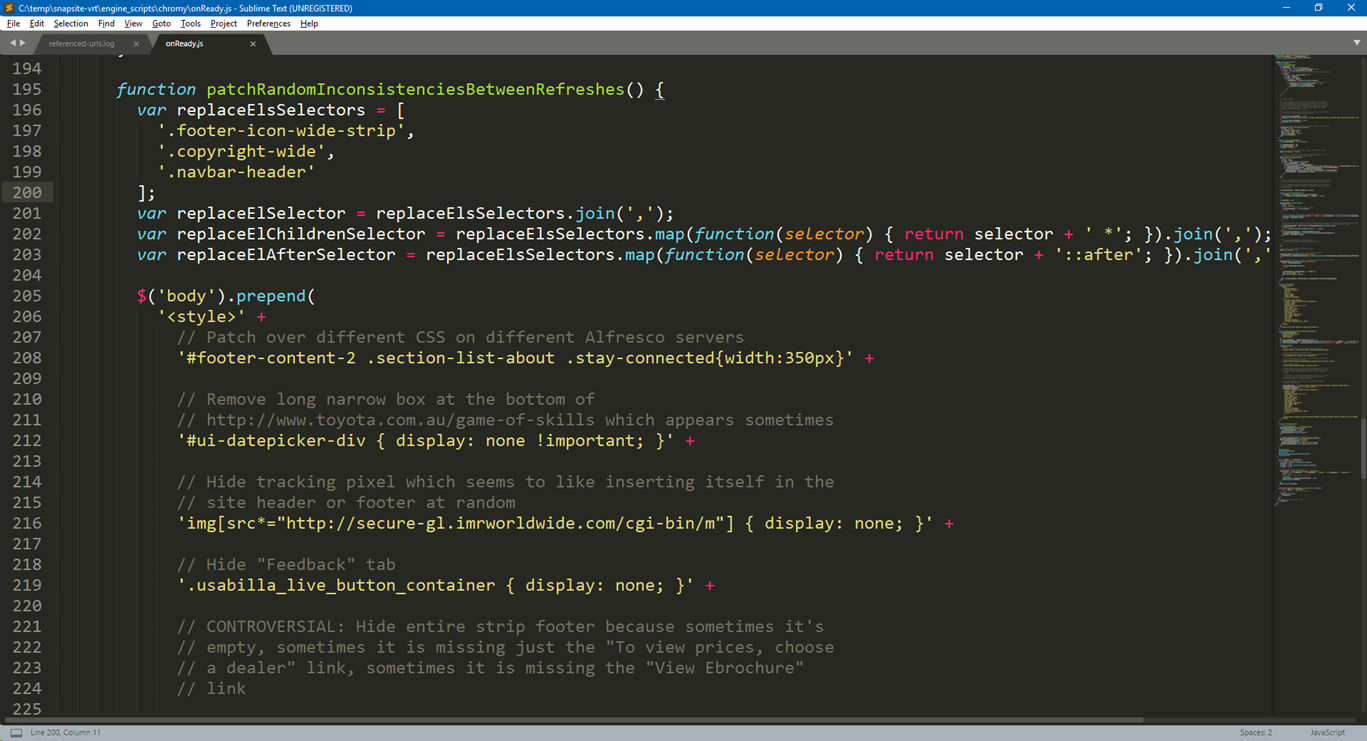 C:\temp\snapsite-vrt\engine_scripts\chromy\onReady.js - Sublime Text (UNREGISTERED)
File Edit Selection Find View Goto Tools Project Preferences Help
referenced-urls.log × onReady.js ×
194
195 function patchRandomInconsistenciesBetweenRefreshes() {
196 var replaceElsSelectors = [
197 '.footer-icon-wide-strip',
198 '.copyright-wide',
199 '.navbar-header'
200 ];
201 var replaceElSelector = replaceElsSelectors.join(',');
202 var replaceElChildrenSelector = replaceElsSelectors.map(function(selector) { return selector + ' *'; }).join(',');
203 var replaceElAfterSelector = replaceElsSelectors.map(function(selector) { return selector + '::after'; }).join(','
204
205 $('body').prepend(
206 '<style>' +
207 // Patch over different CSS on different Alfresco servers
208 '#footer-content-2 .section-list-about .stay-connected{width:350px}' +
209
210 // Remove long narrow box at the bottom of
211 // http://www.toyota.com.au/game-of-skills which appears sometimes
212 '#ui-datepicker-div { display: none !important; }' +
213
214 // Hide tracking pixel which seems to like inserting itself in the
215 // site header or footer at random
216 'img[src*="http://secure-gl.imrworldwide.com/cgi-bin/m"] { display: none; }' +
217
218 // Hide "Feedback" tab
219 '.usabilla_live_button_container { display: none; }' +
220
221 // CONTROVERSIAL: Hide entire strip footer because sometimes it's
222 // empty, sometimes it is missing just the "To view prices, choose
223 // a dealer" link, sometimes it is missing the "View Ebrochure"
224 // link
225
Line 200, Column 11 Spaces: 2 JavaScript